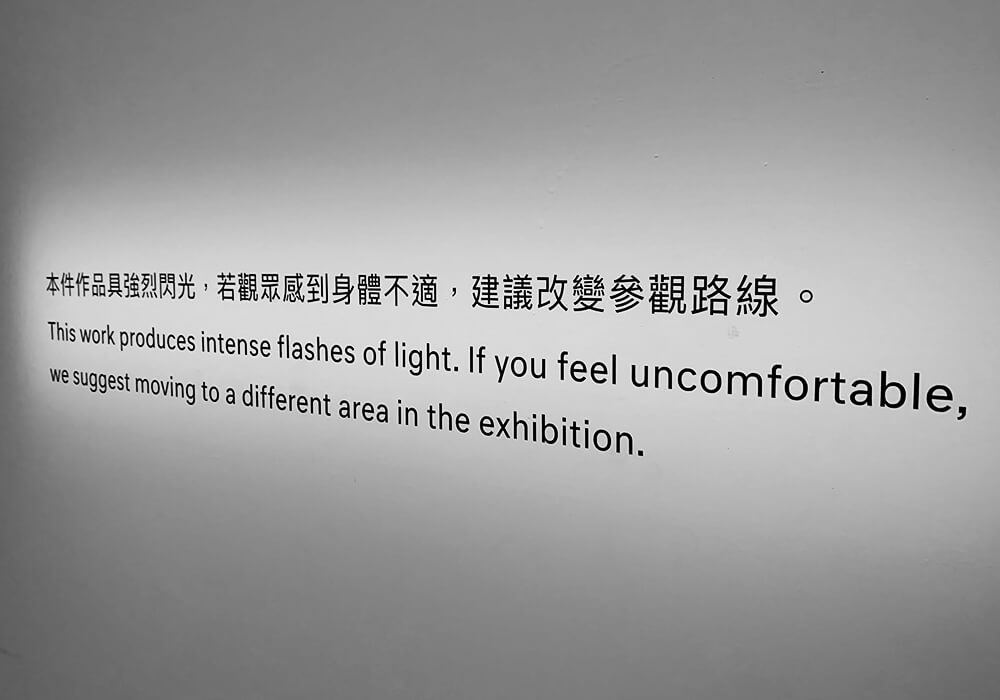 本件作品具強烈閃光，若觀眾感到身體不適，建議改變參觀路線。
This work produces intense flashes of light. If you feel uncomfortable,
we suggest moving to a different area in the exhibition.